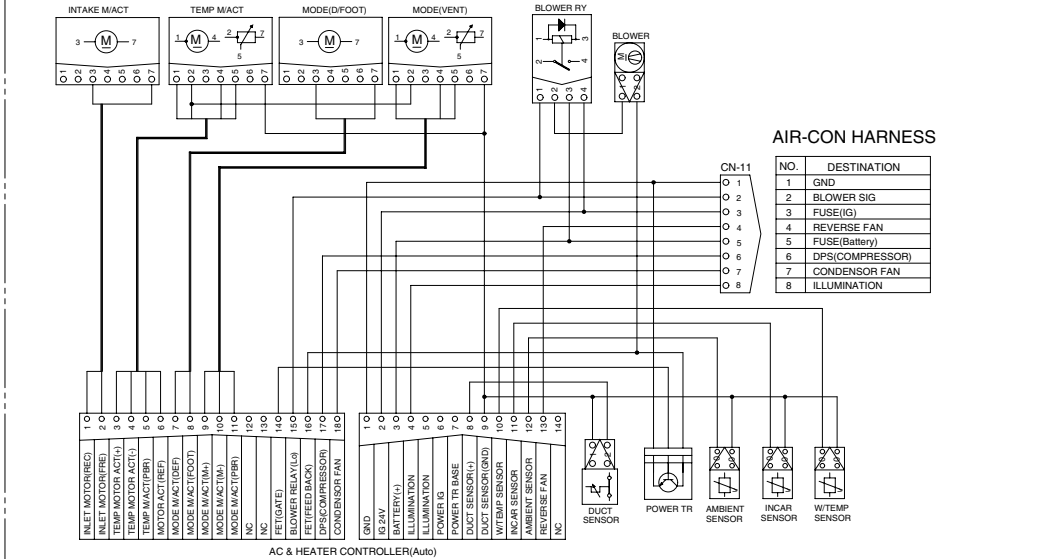 INTAKE M/ACT TEMP M/ACT MODE(D/FOOT) MODE(VENT) BLOWER RY
BLOWER
3 M 7
1 M 4 2 7
5
3 M 7
1 M 4 2 7
5
1 3
2 4
M
1 2 3 4 5 6 7
1 2 3 4 5 6 7
1 2 3 4 5 6 7
1 2 3 4 5 6 7
1 2 3 4
1 2
AIR-CON HARNESS
CN-11
1
2
3
4
5
6
7
8
NO. DESTINATION
1 GND
2 BLOWER SIG
3 FUSE(IG)
4 REVERSE FAN
5 FUSE(Battery)
6 DPS(COMPRESSOR)
7 CONDENSOR FAN
8 ILLUMINATION
1 INLET MOTOR(REC)
2 INLET MOTOR(FRE)
3 TEMP MOTOR ACT(+)
4 TEMP MOTOR ACT(-)
5 TEMP M/ACT(PBR)
6 MOTOR ACT(REF)
7 MODE M/ACT(DEF)
8 MODE M/ACT(FOOT)
9 MODE M/ACT(M+)
10 MODE M/ACT(M-)
11 MODE M/ACT(PBR)
12 NC
13 NC
14 FET(GATE)
15 BLOWER RELAY(Lo)
16 FET(FEED BACK)
17 DPS(COMPRESSOR)
18 CONDENSOR FAN
1 GND
2 IG 24V
3 BATTERY(+)
4 ILLUMINATION
5 ILLUMINATION
6 POWER IG
7 POWER TR BASE
8 DUCT SENSOR(+)
9 DUCT SENSOR(GND)
10 W/TEMP SENSOR
11 INCAR SENSOR
12 AMBIENT SENSOR
13 REVERSE FAN
14 NC
DUCT
SENSOR
POWER TR
AMBIENT
SENSOR
INCAR
SENSOR
W/TEMP
SENSOR
AC & HEATER CONTROLLER(Auto)